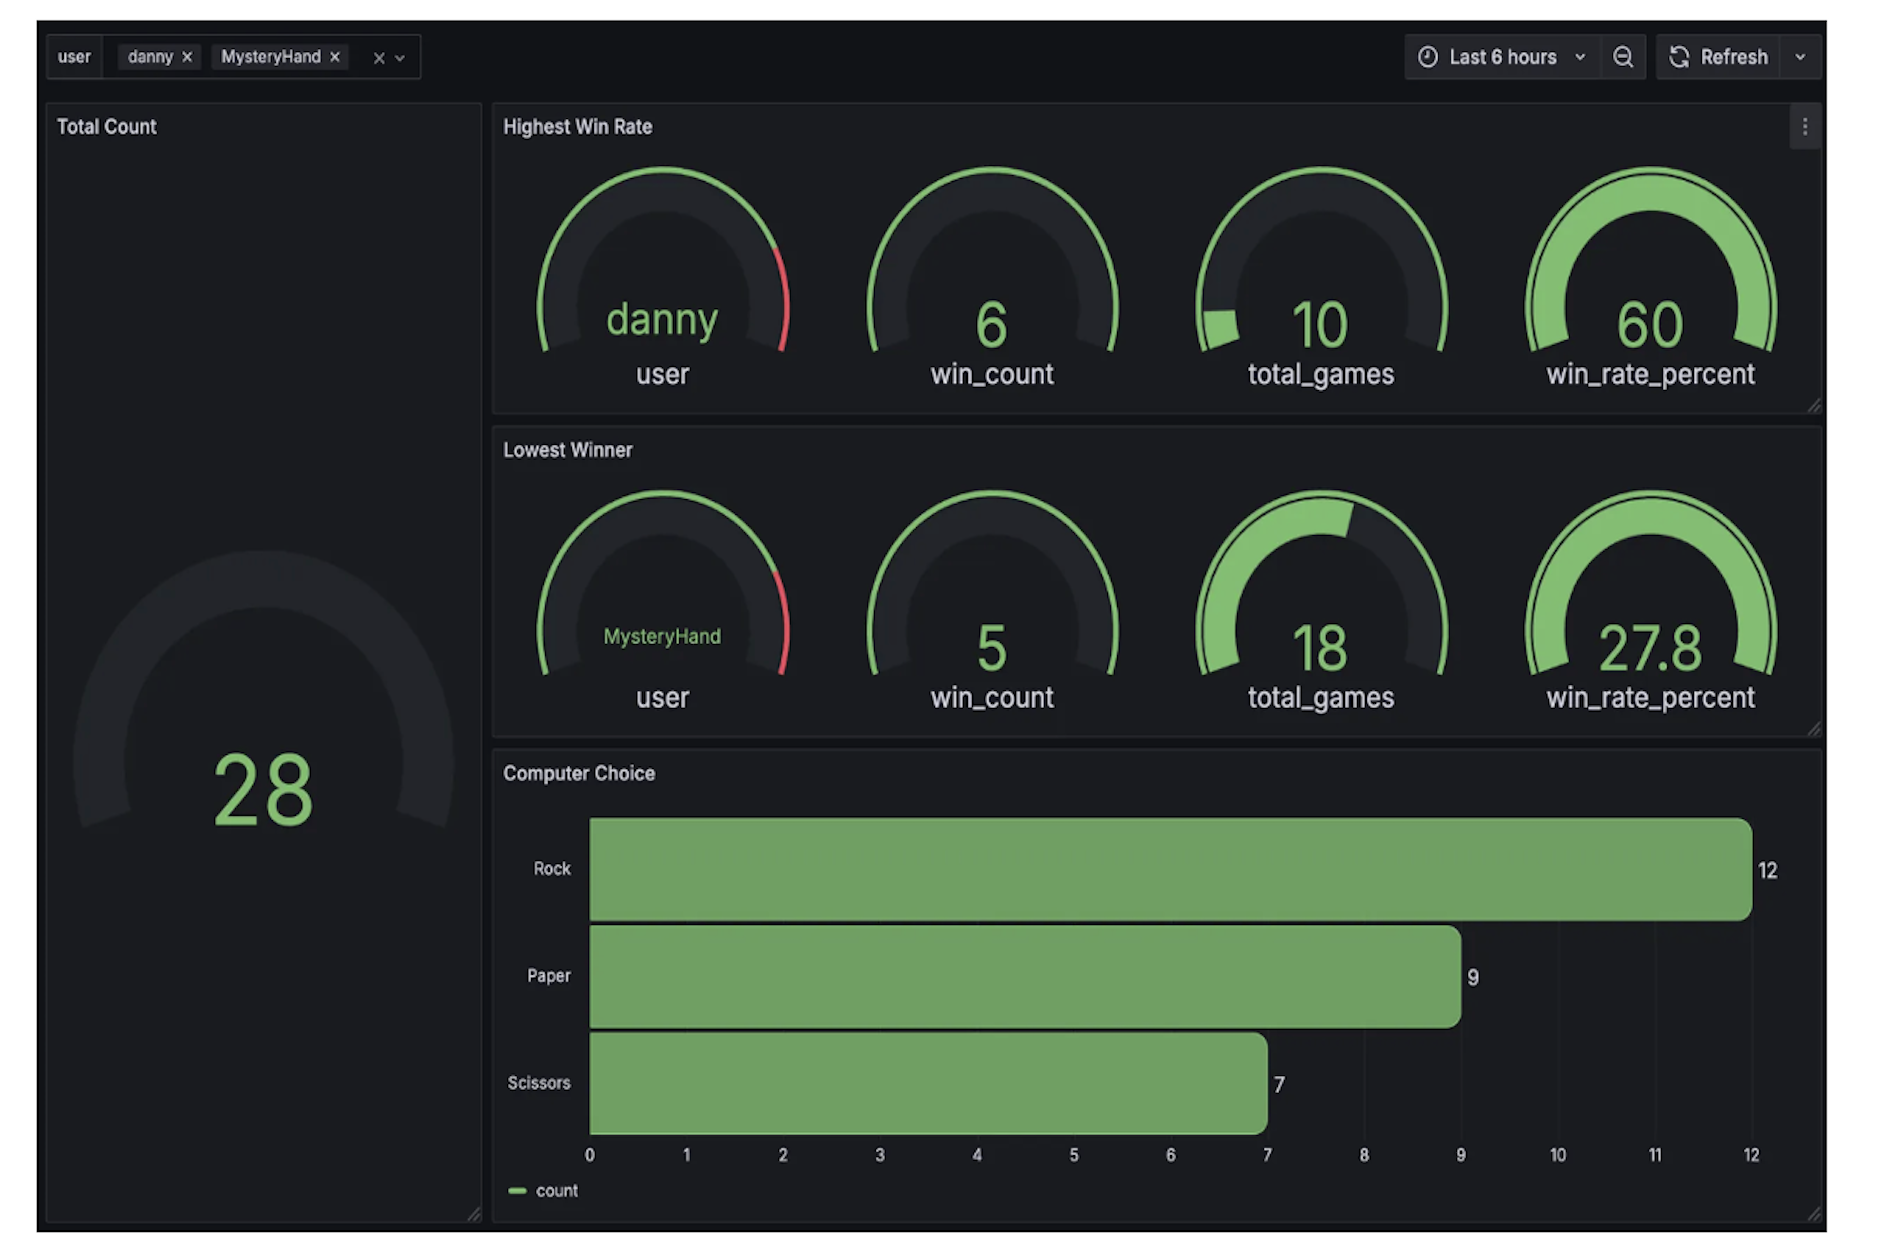 user danny × MysteryHand × × Last 6 hours Refresh
Total Count
28
Highest Win Rate
danny 6 10 60
user win_count total_games win_rate_percent
Lowest Winner
MysteryHand 5 18 27.8
user win_count total_games win_rate_percent
Computer Choice
Rock 12
Paper 9
Scissors 7
0 1 2 3 4 5 6 7 8 9 10 11 12
count